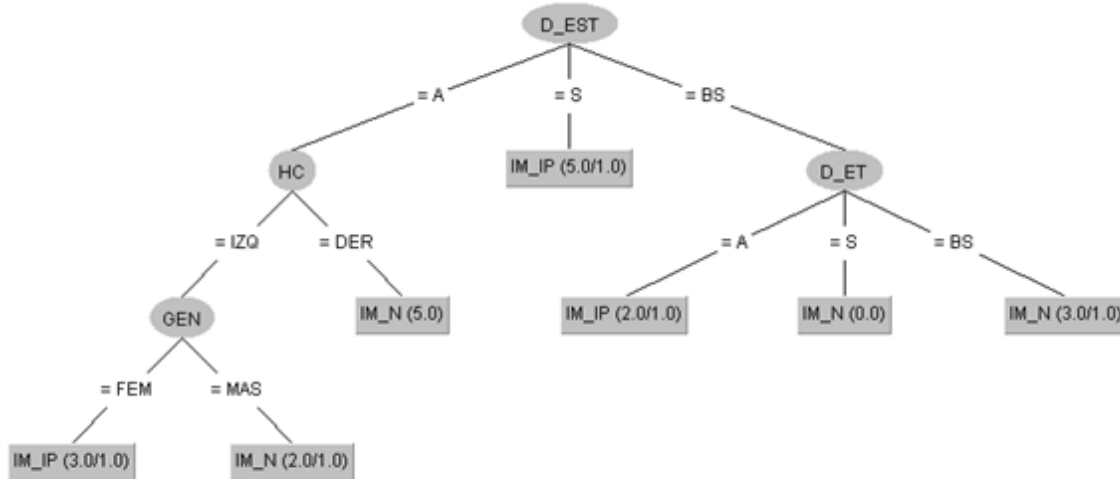 D_EST
= A
= S
= BS
HC
IM_IP (5.0/1.0)
D_ET
= IZQ
= DER
= A
= S
= BS
GEN
IM_N (5.0)
IM_IP (2.0/1.0)
IM_N (0.0)
IM_N (3.0/1.0)
= FEM
= MAS
IM_IP (3.0/1.0)
IM_N (2.0/1.0)